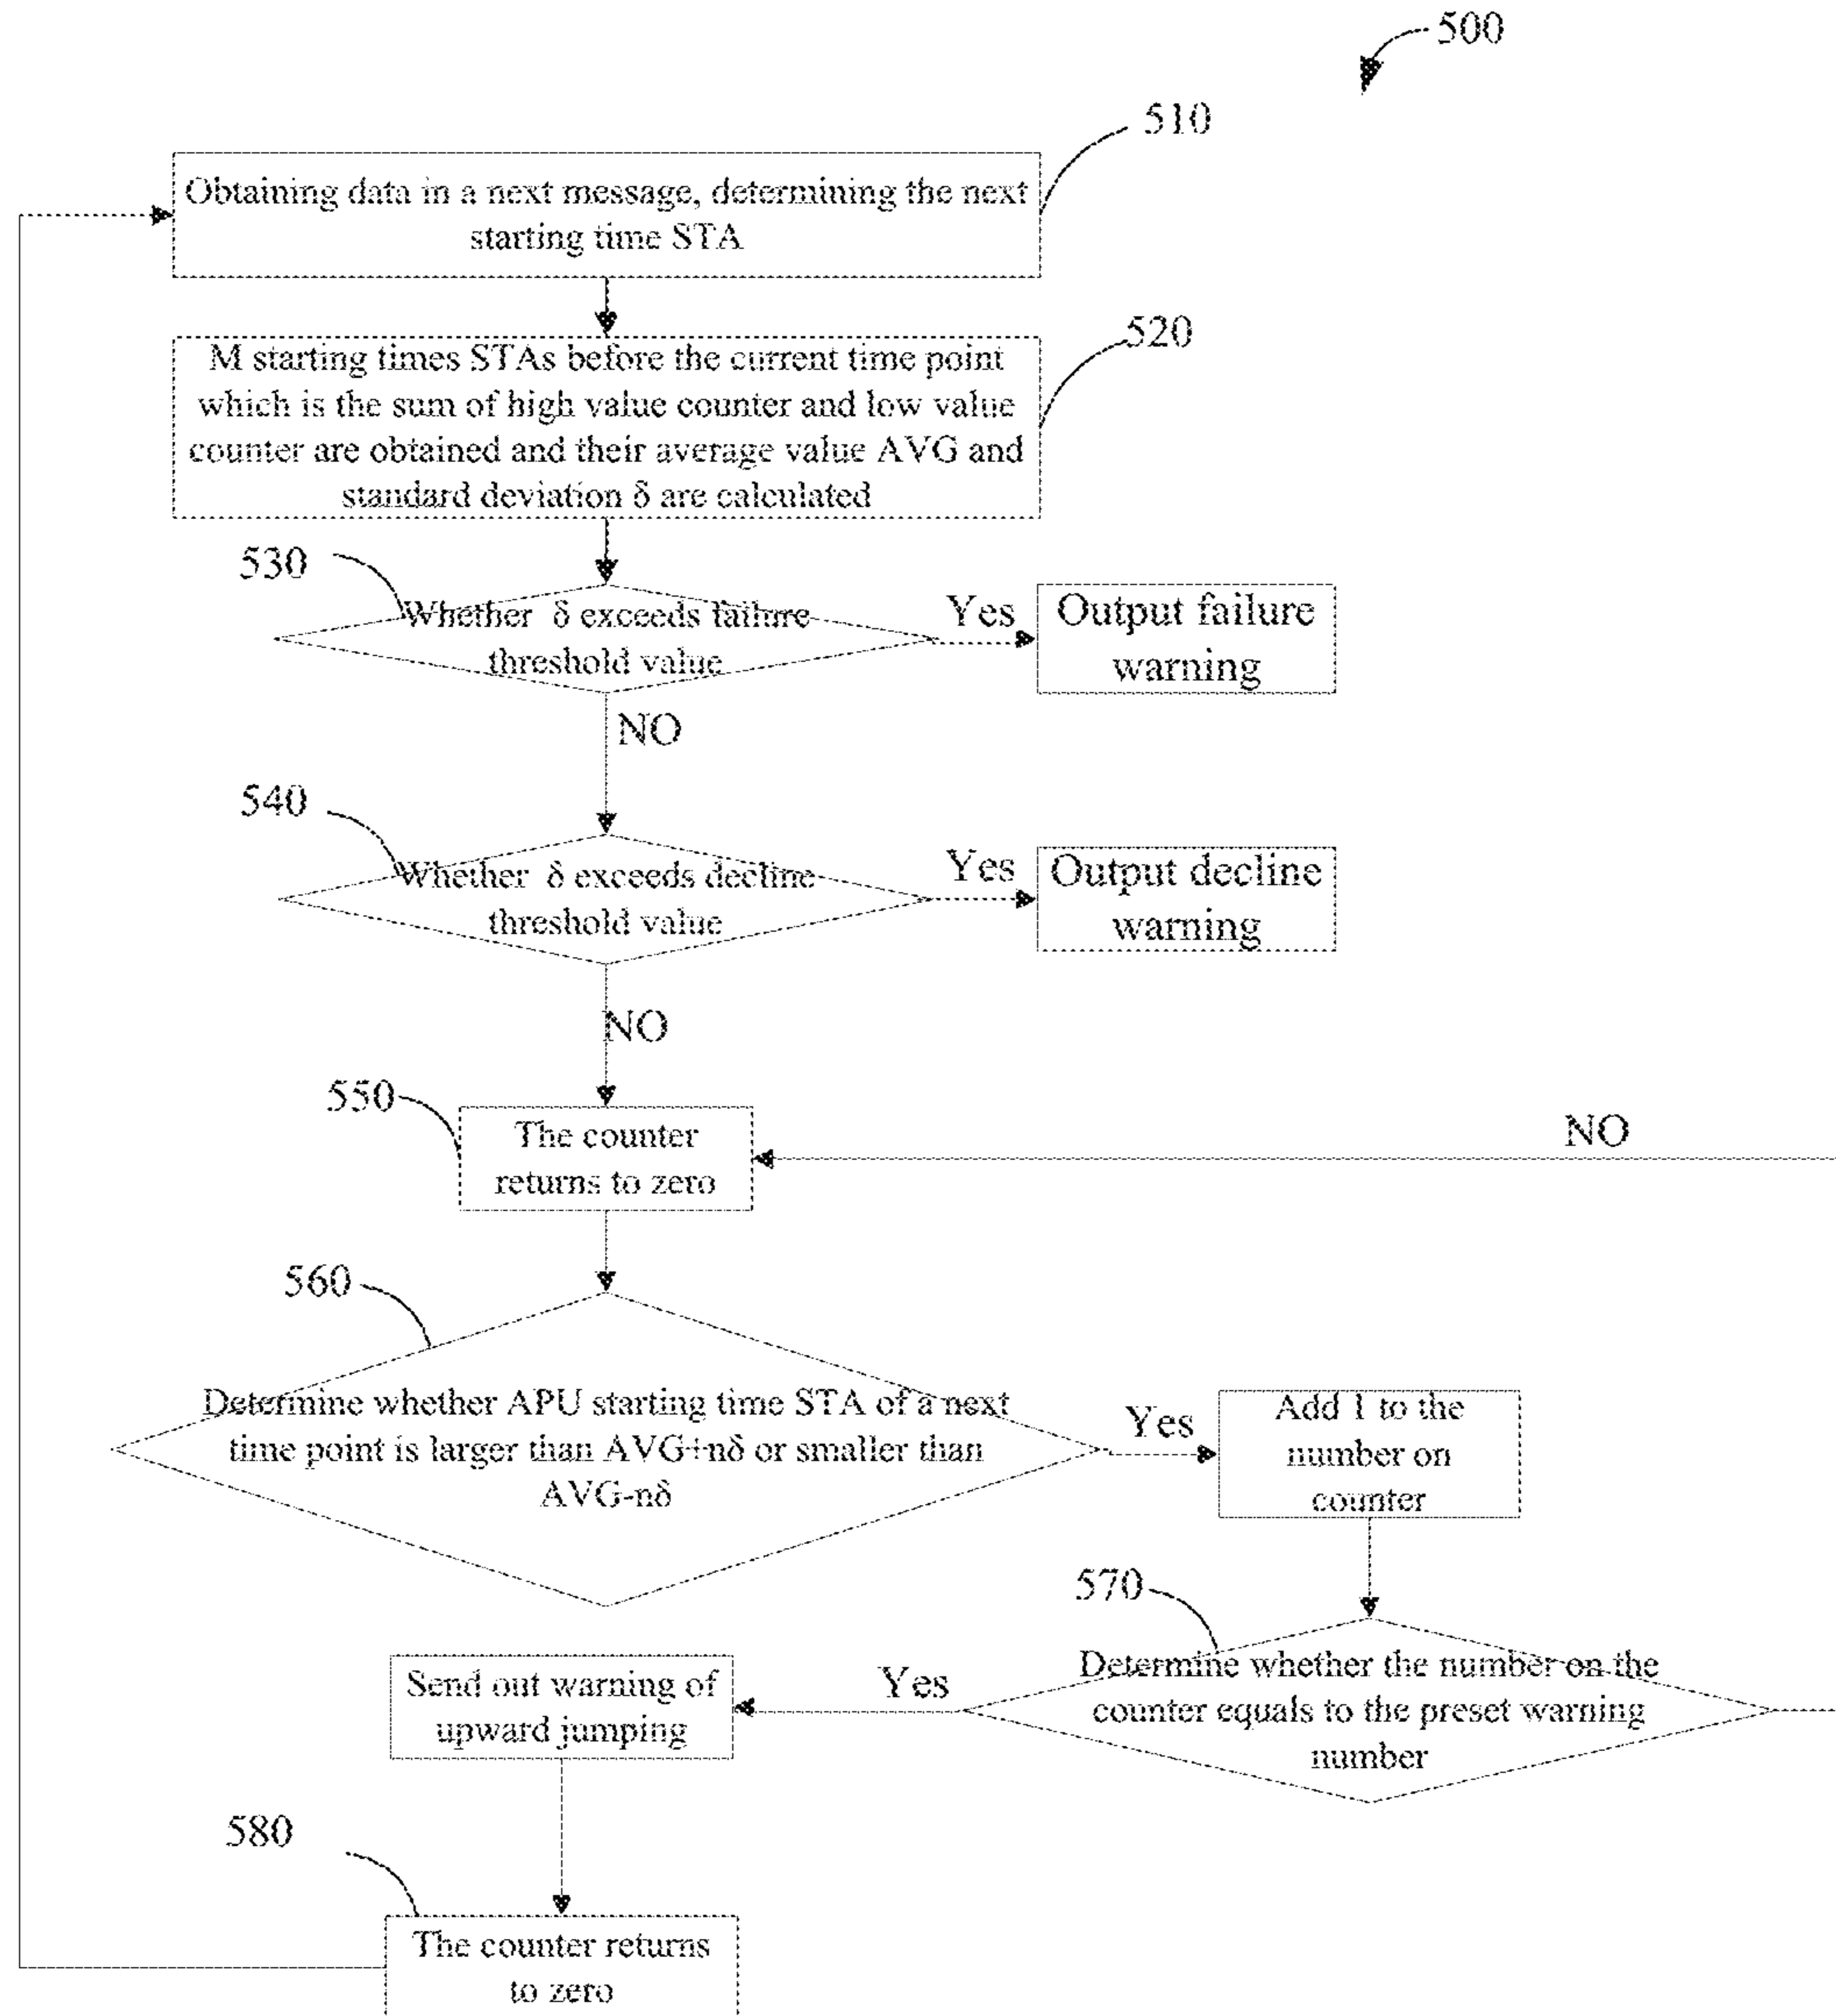 500
510
Obtaining data in a next message, determining the next
starting time STA
520
M starting times STAs before the current time point
which is the sum of high value counter and low value
counter are obtained and their average value AVG and
standard deviation δ are calculated
530
Whether δ exceeds failure
threshold value
Yes
Output failure
warning
NO
540
Whether δ exceeds decline
threshold value
Yes
Output decline
warning
NO
550
The counter
returns to zero
NO
560
Determine whether APU starting time STA of a next
time point is larger than AVG+nδ or smaller than
AVG-nδ
Yes
Add 1 to the
number on
counter
570
Determine whether the number on the
counter equals to the preset warning
number
Yes
Send out warning of
upward jumping
580
The counter returns
to zero